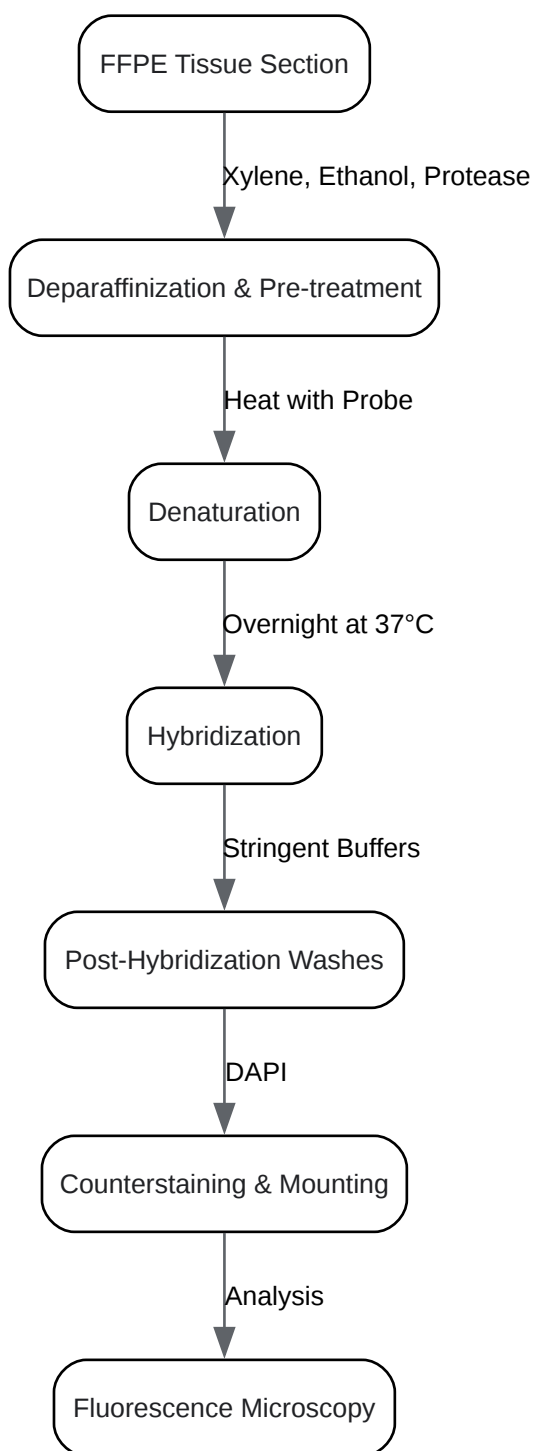 FFPE Tissue Section
Xylene, Ethanol, Protease
Deparaffinization & Pre-treatment
Heat with Probe
Denaturation
Overnight at 37°C
Hybridization
Stringent Buffers
Post-Hybridization Washes
DAPI
Counterstaining & Mounting
Analysis
Fluorescence Microscopy